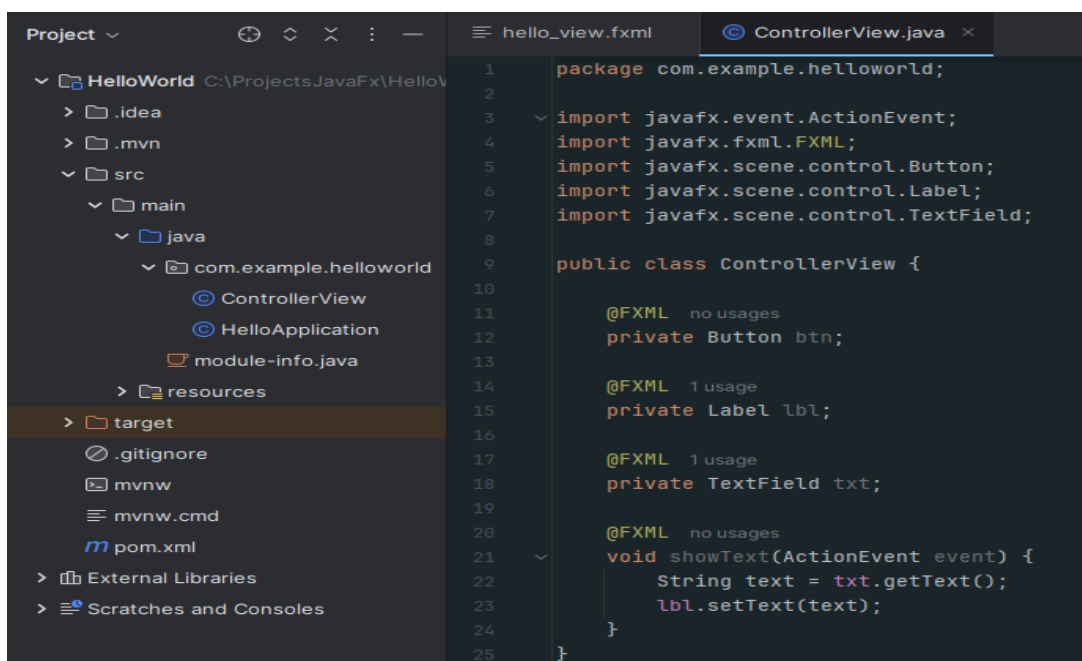 Project
HelloWorld C:\ProjectsJavaFx\Hello
.idea
.mvn
src
main
java
com.example.helloworld
ControllerView
HelloApplication
module-info.java
resources
target
.gitignore
mvnw
mvnw.cmd
pom.xml
External Libraries
Scratches and Consoles
hello_view.fxml
ControllerView.java
1 package com.example.helloworld;
2
3 import javafx.event.ActionEvent;
4 import javafx.fxml.FXML;
5 import javafx.scene.control.Button;
6 import javafx.scene.control.Label;
7 import javafx.scene.control.TextField;
8
9 public class ControllerView {
10
11 @FXML no usages
12 private Button btn;
13
14 @FXML 1 usage
15 private Label lbl;
16
17 @FXML 1 usage
18 private TextField txt;
19
20 @FXML no usages
21 void showText(ActionEvent event) {
22 String text = txt.getText();
23 lbl.setText(text);
24 }
25 }